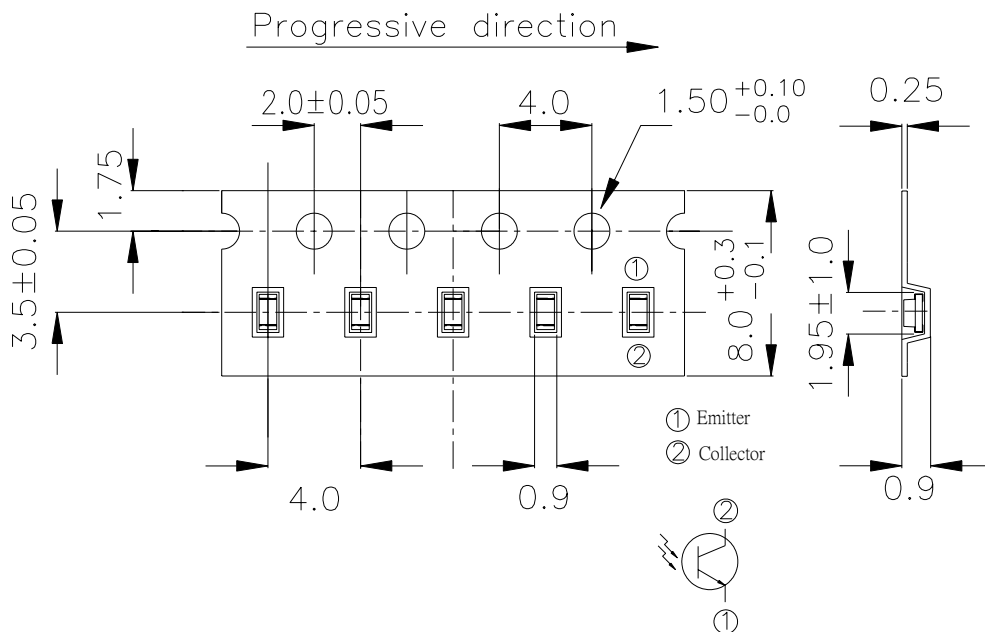 Progressive direction
2.0±0.05
4.0
1.50 +0.10 -0.0
0.25
1.75
3.5±0.05
①
②
8.0 +0.3 -0.1
1.95±1.0
① Emitter
② Collector
4.0
0.9
0.9
②
①